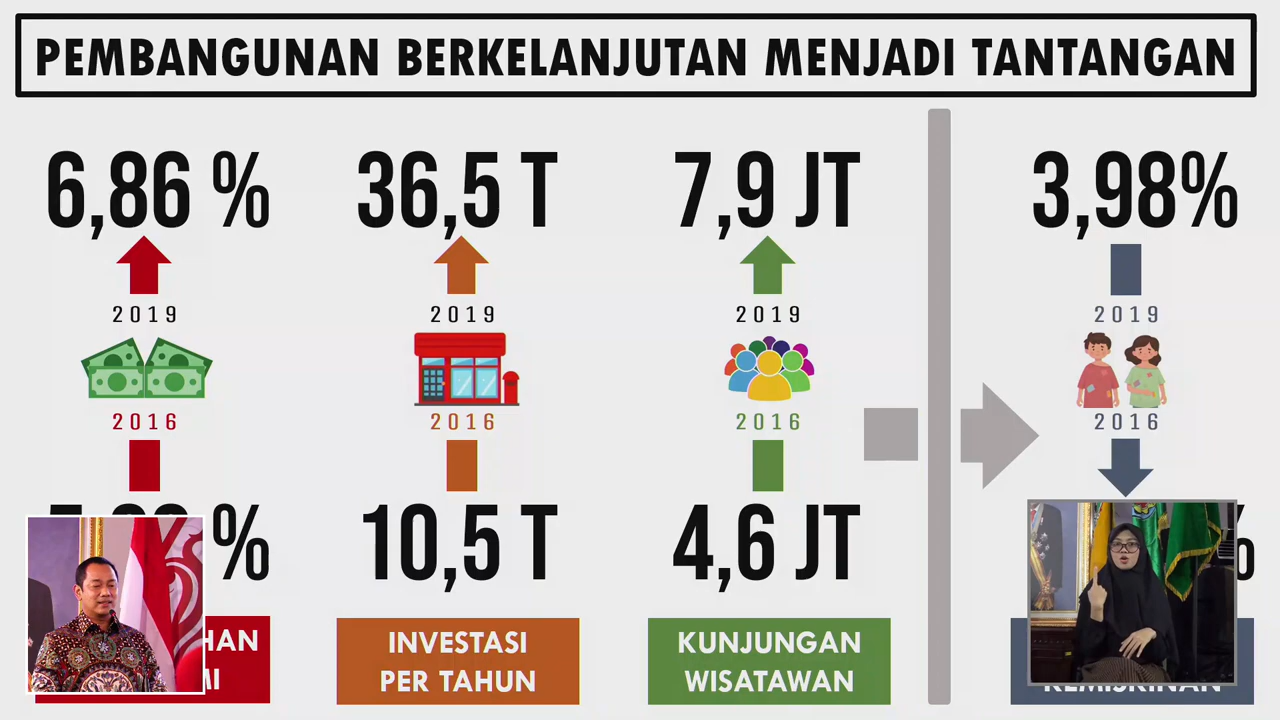 PEMBANGUNAN BERKELANJUTAN MENJADI TANTANGAN
6,86 %
36,5 T
7,9 JT
3,98%
2019
2019
2019
2019
2016
2016
2016
2016
%
10,5 T
4,6 JT
INVESTASI
PER TAHUN
KUNJUNGAN
WISATAWAN
KEMISKINAN